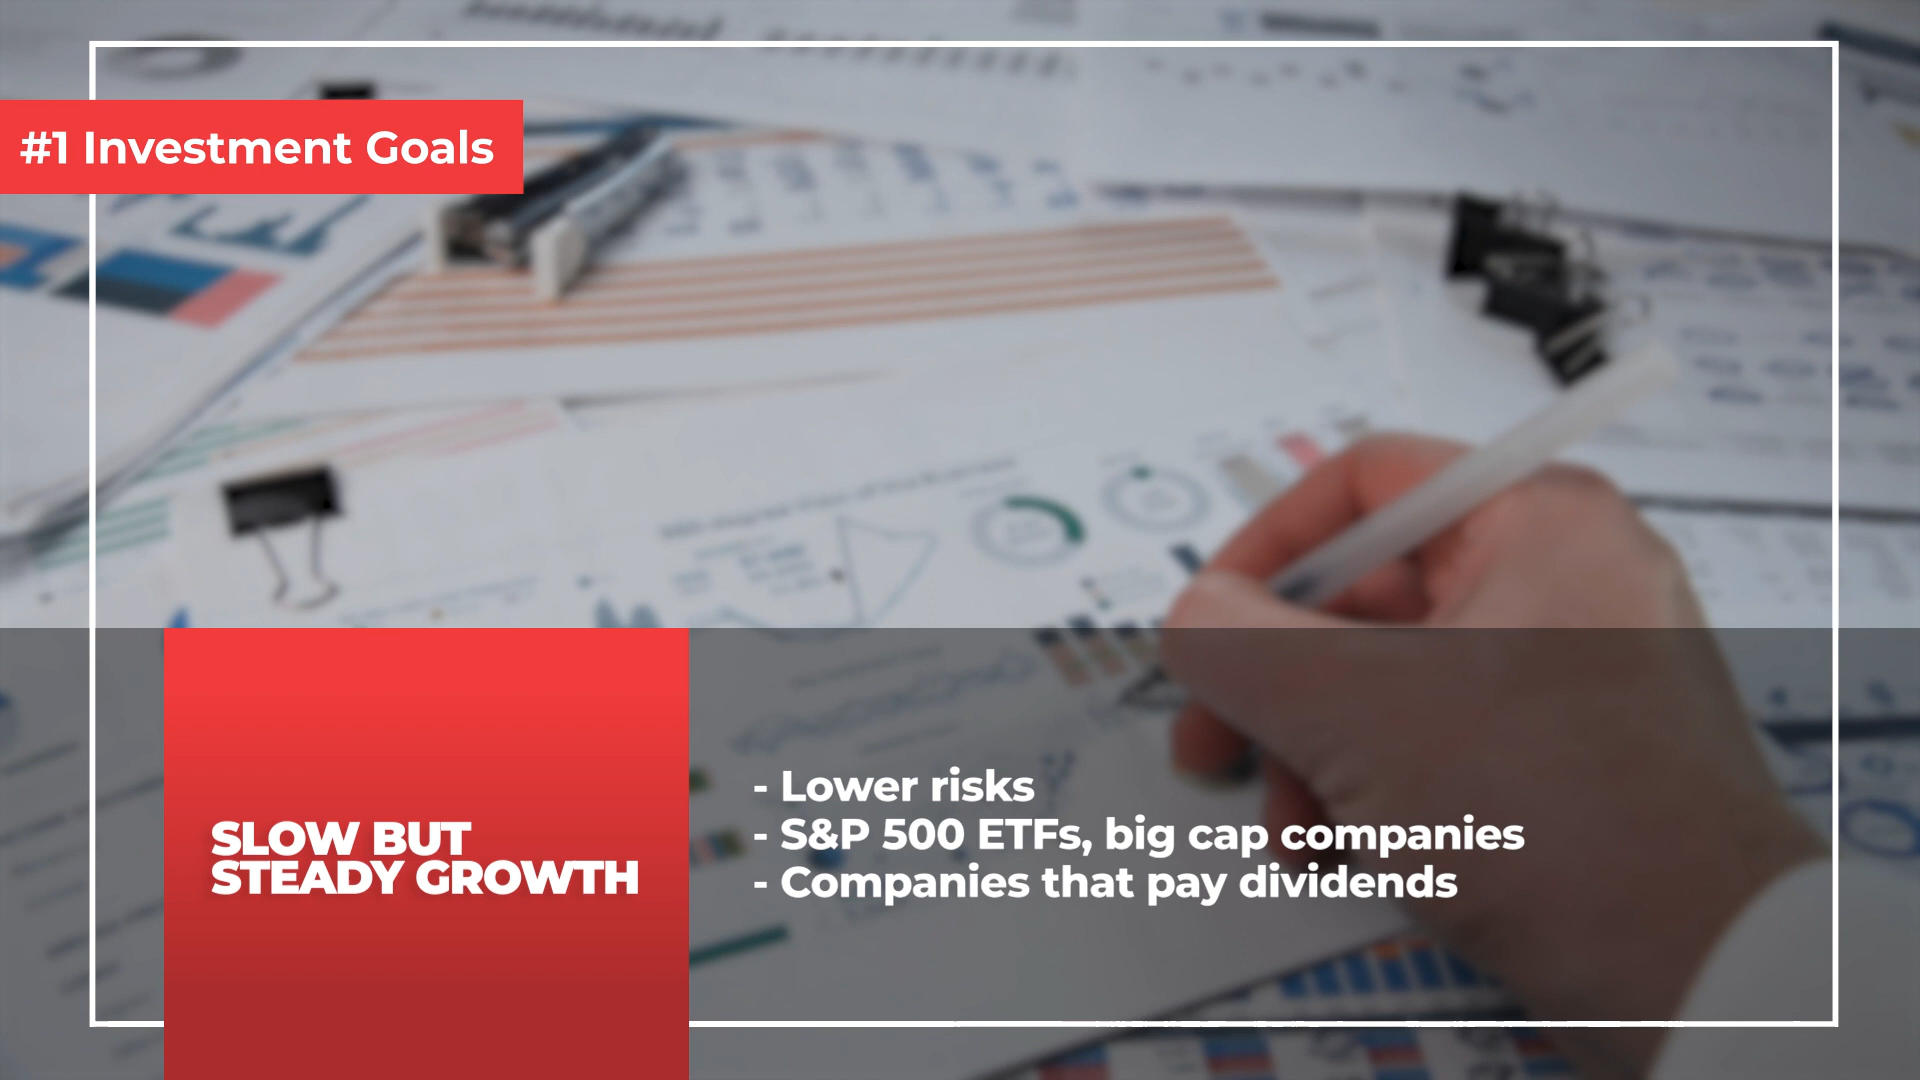 #1 Investment Goals
SLOW BUT
STEADY GROWTH
- Lower risks
- S&P 500 ETFs, big cap companies
- Companies that pay dividends